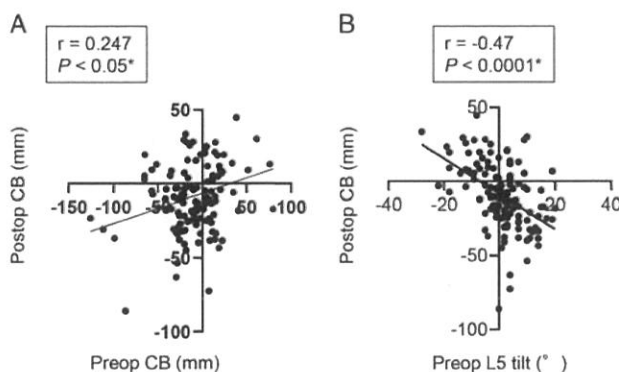 A
r = 0.247
P < 0.05*
Postop CB (mm)
50
-150
-100
-50
50
100
-50
-100
Preop CB (mm)
B
r = -0.47
P < 0.0001*
Postop CB (mm)
50
-40
-20
20
40
-50
-100
Preop L5 tilt (°)